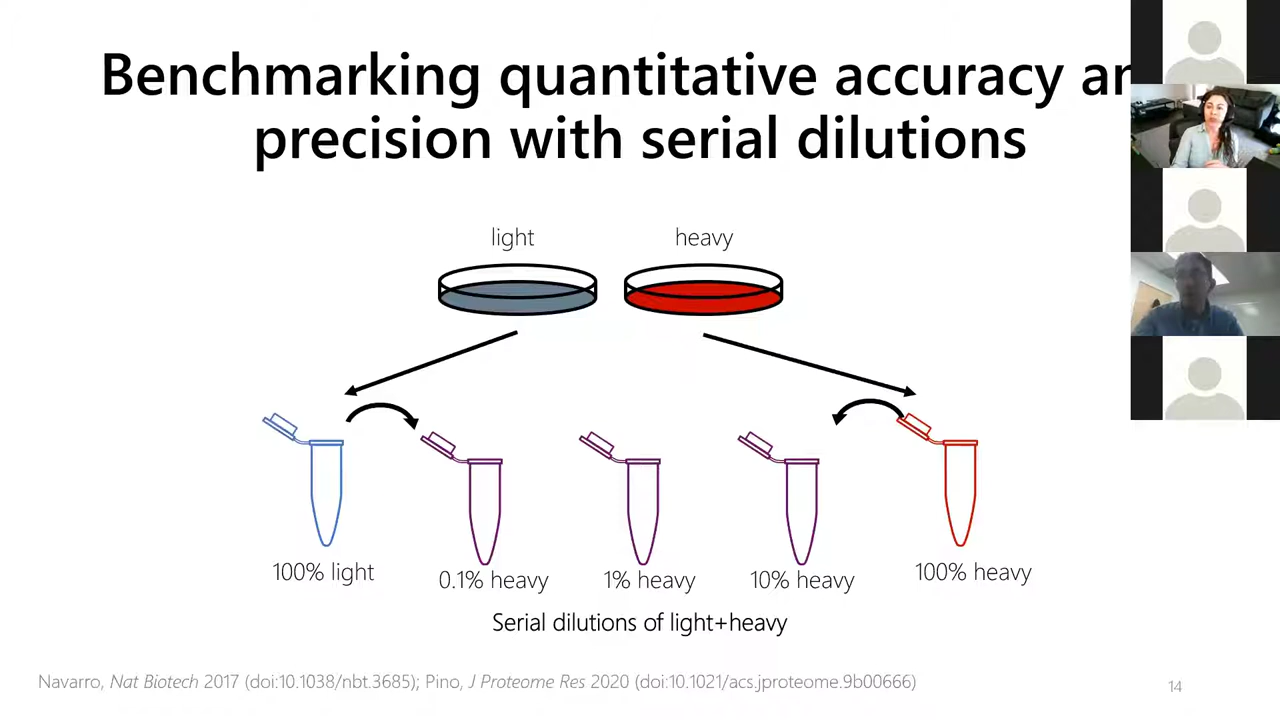 Benchmarking quantitative accuracy an
precision with serial dilutions
light heavy
100% light 0.1% heavy 1% heavy 10% heavy 100% heavy
Serial dilutions of light+heavy
Navarro, Nat Biotech 2017 (doi:10.1038/nbt.3685); Pino, J Proteome Res 2020 (doi:10.1021/acs.jproteome.9b00666)
14